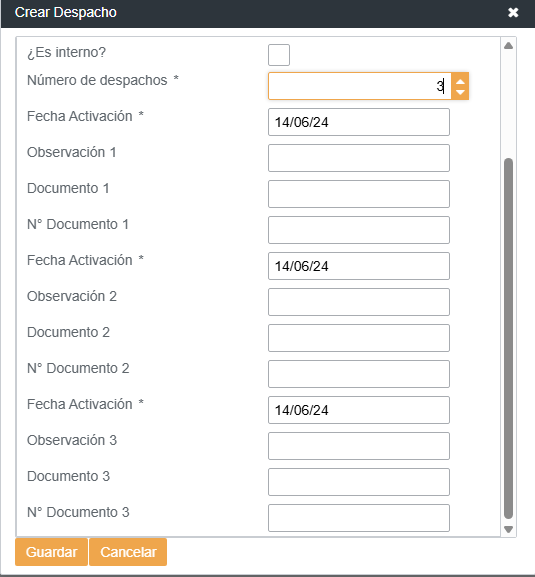 Crear Despacho ✖
¿Es interno?
Número de despachos * 3
Fecha Activación * 14/06/24
Observación 1
Documento 1
N° Documento 1
Fecha Activación * 14/06/24
Observación 2
Documento 2
N° Documento 2
Fecha Activación * 14/06/24
Observación 3
Documento 3
N° Documento 3
Guardar Cancelar